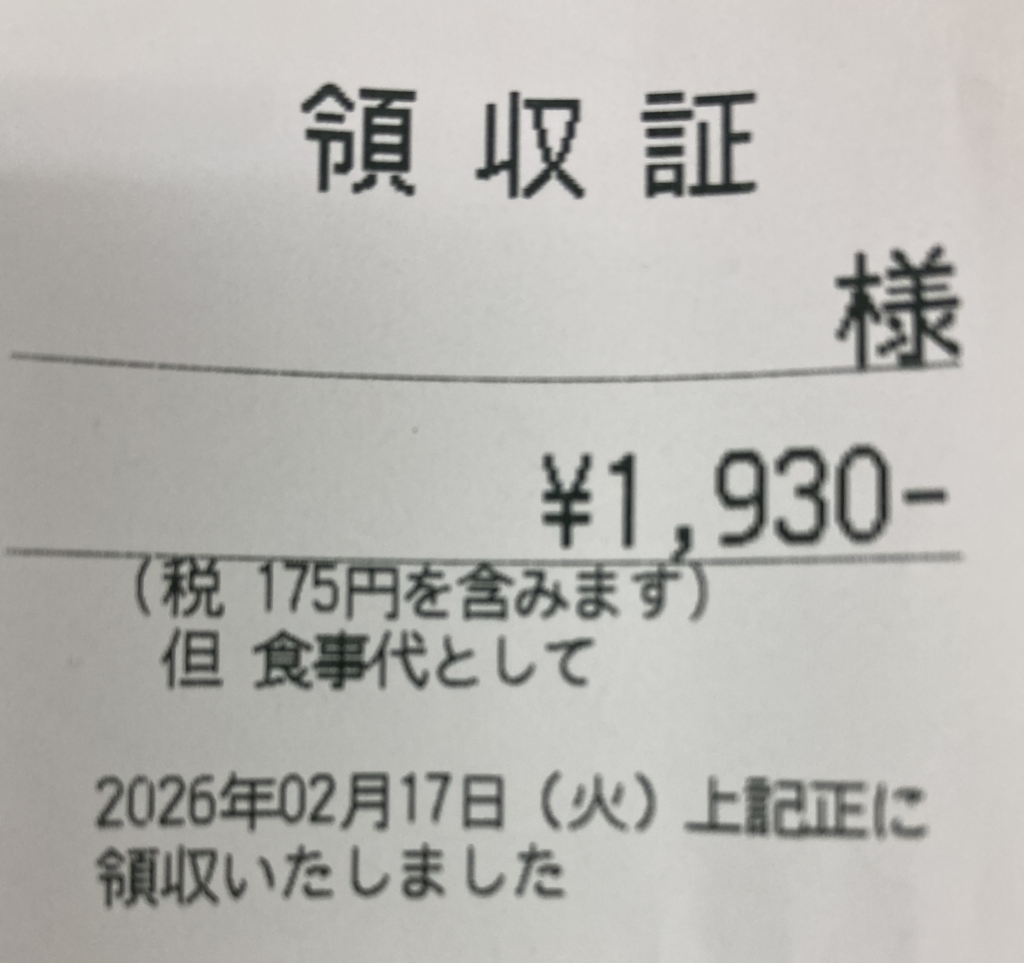 領収証
様
¥1,930-
(税 175円を含みます)
但 食事代として
2026年02月17日(火)上記正に
領収いたしました